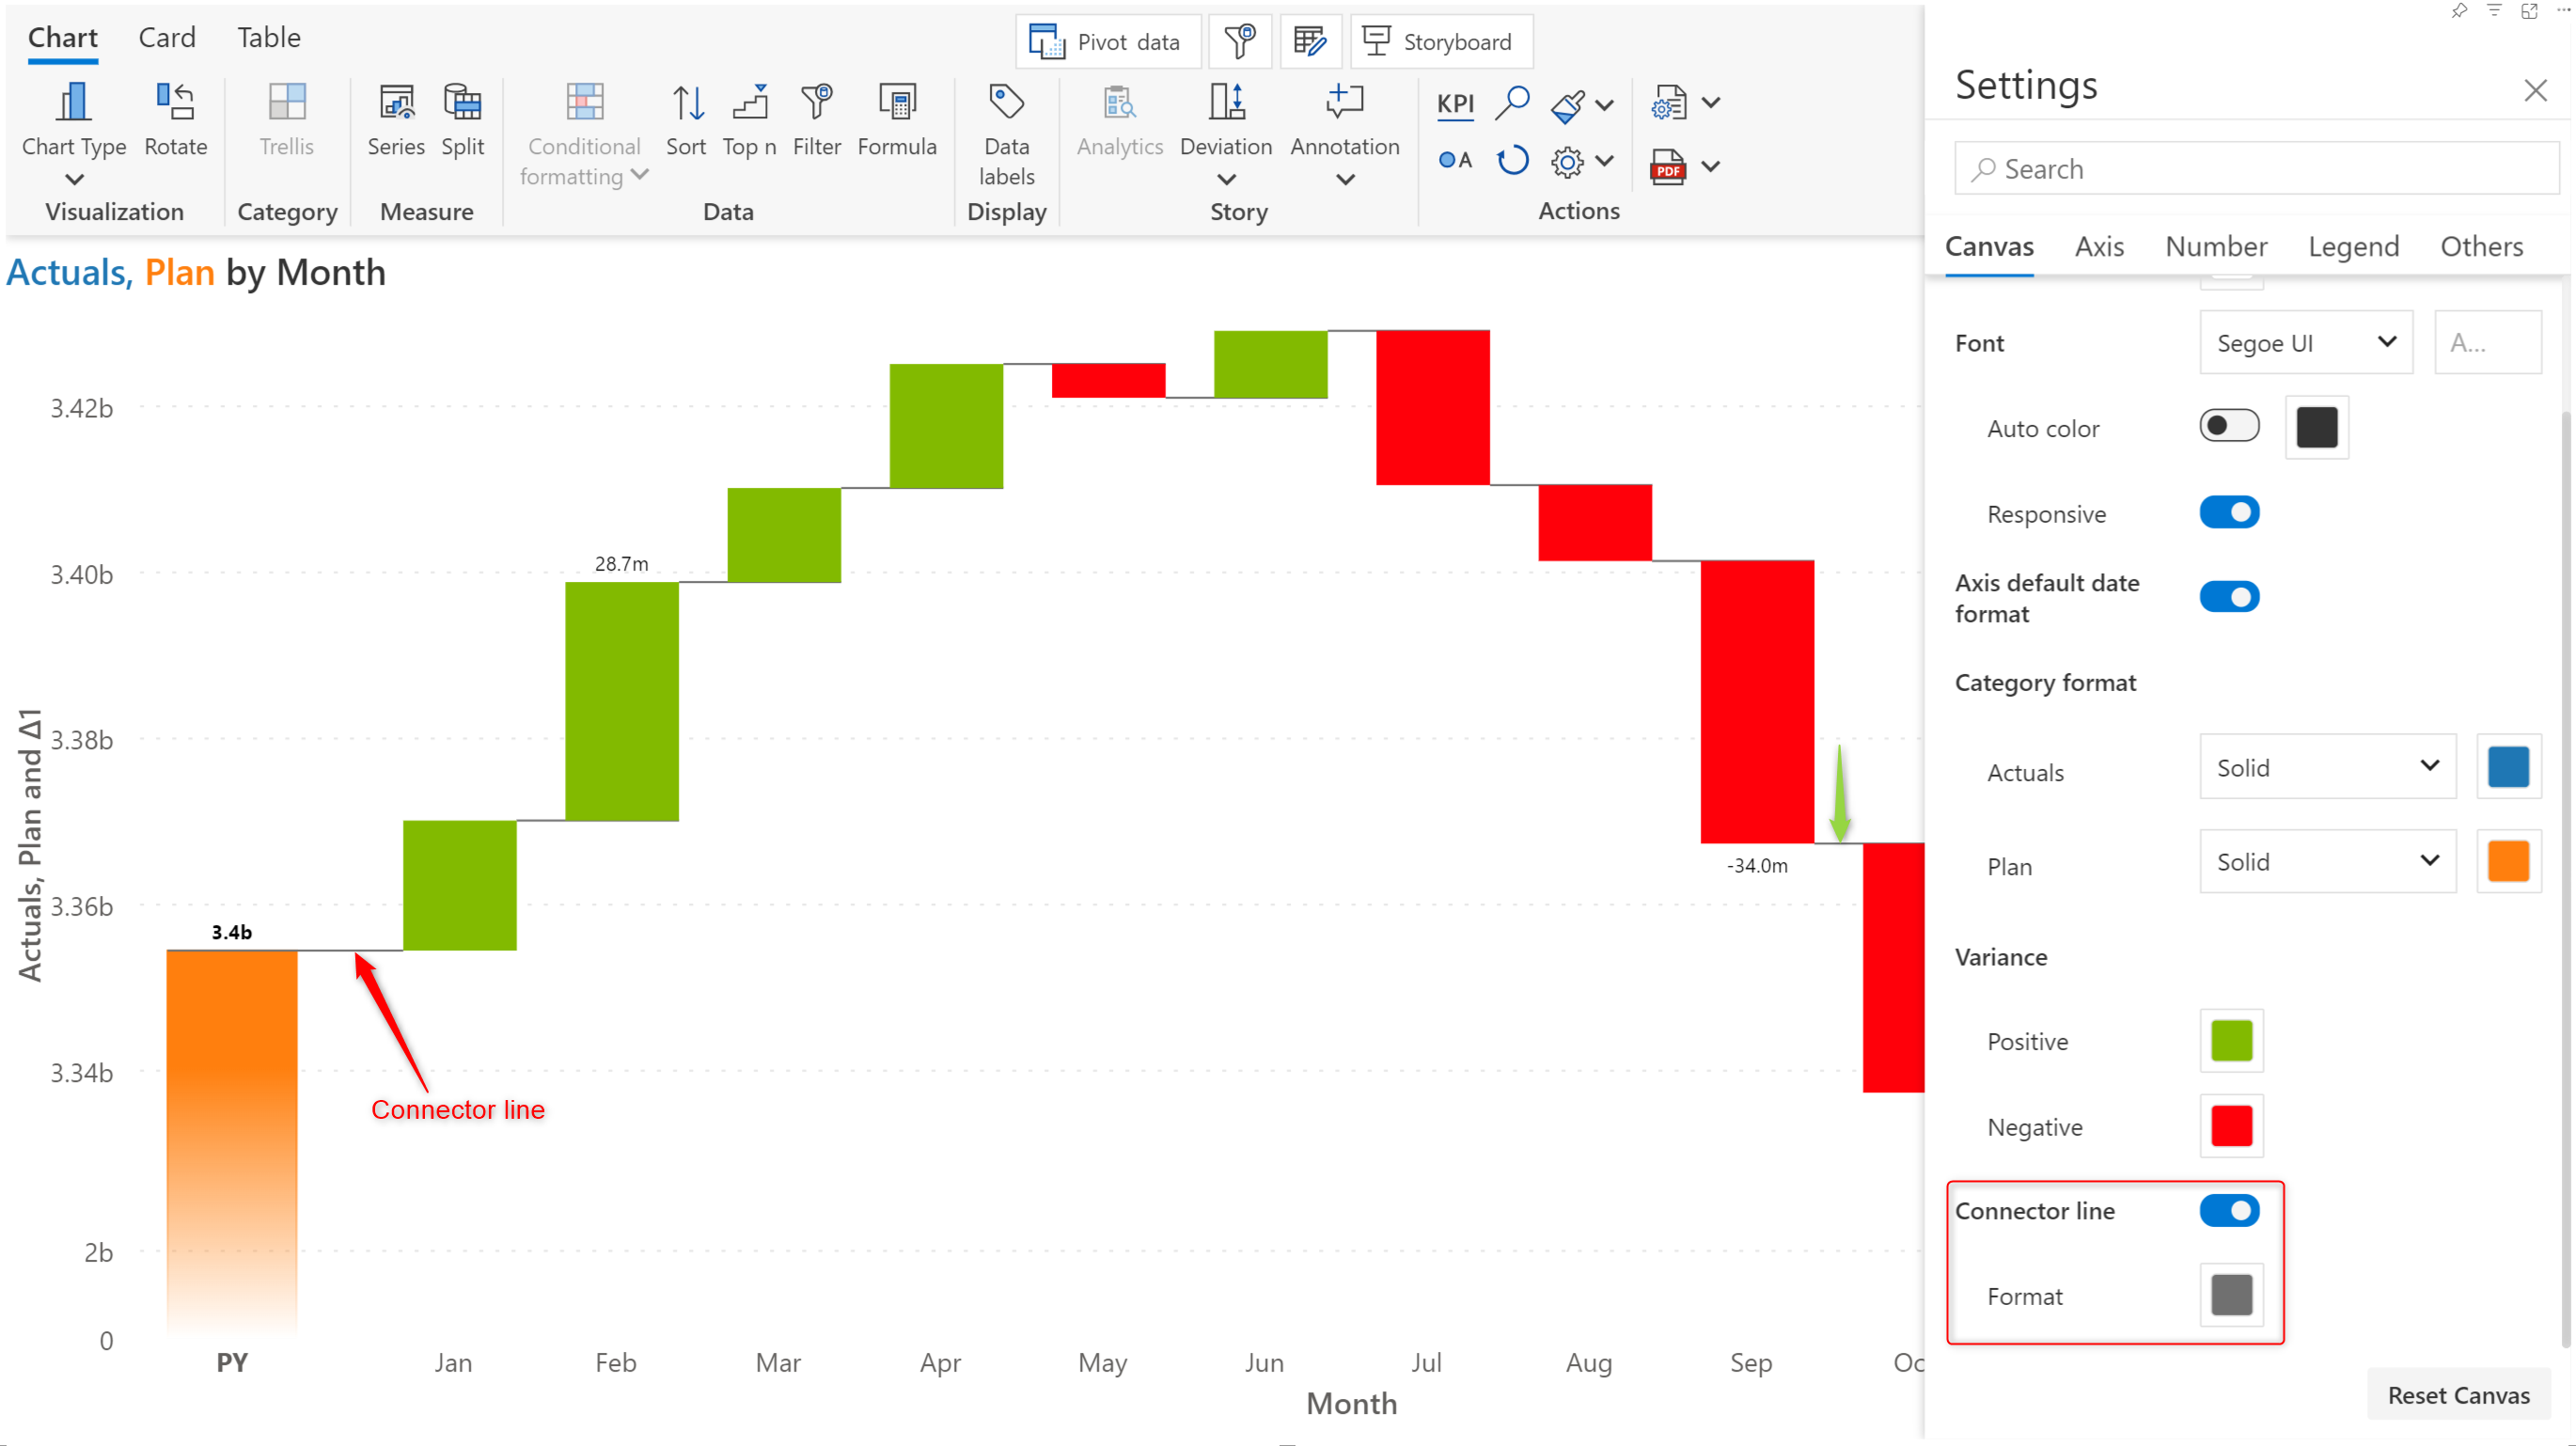 Chart Card Table
Pivot data
Storyboard
Chart Type
Rotate
Trellis
Series
Split
Conditional
formatting
Sort
Top n
Filter
Formula
Data
labels
Analytics
Deviation
Annotation
KPI
A
PDF
Visualization
Category
Measure
Data
Display
Story
Actions
Actuals, Plan by Month
Actuals, Plan and Δ1
3.42b
3.40b
3.38b
3.36b
3.34b
2b
0
3.4b
28.7m
-34.0m
Connector line
PY Jan Feb Mar Apr May Jun Jul Aug Sep Oc
Month
Settings
Search
Canvas Axis Number Legend Others
Font Segoe UI A...
Auto color
Responsive
Axis default date
format
Category format
Actuals Solid
Plan Solid
Variance
Positive
Negative
Connector line
Format
Reset Canvas